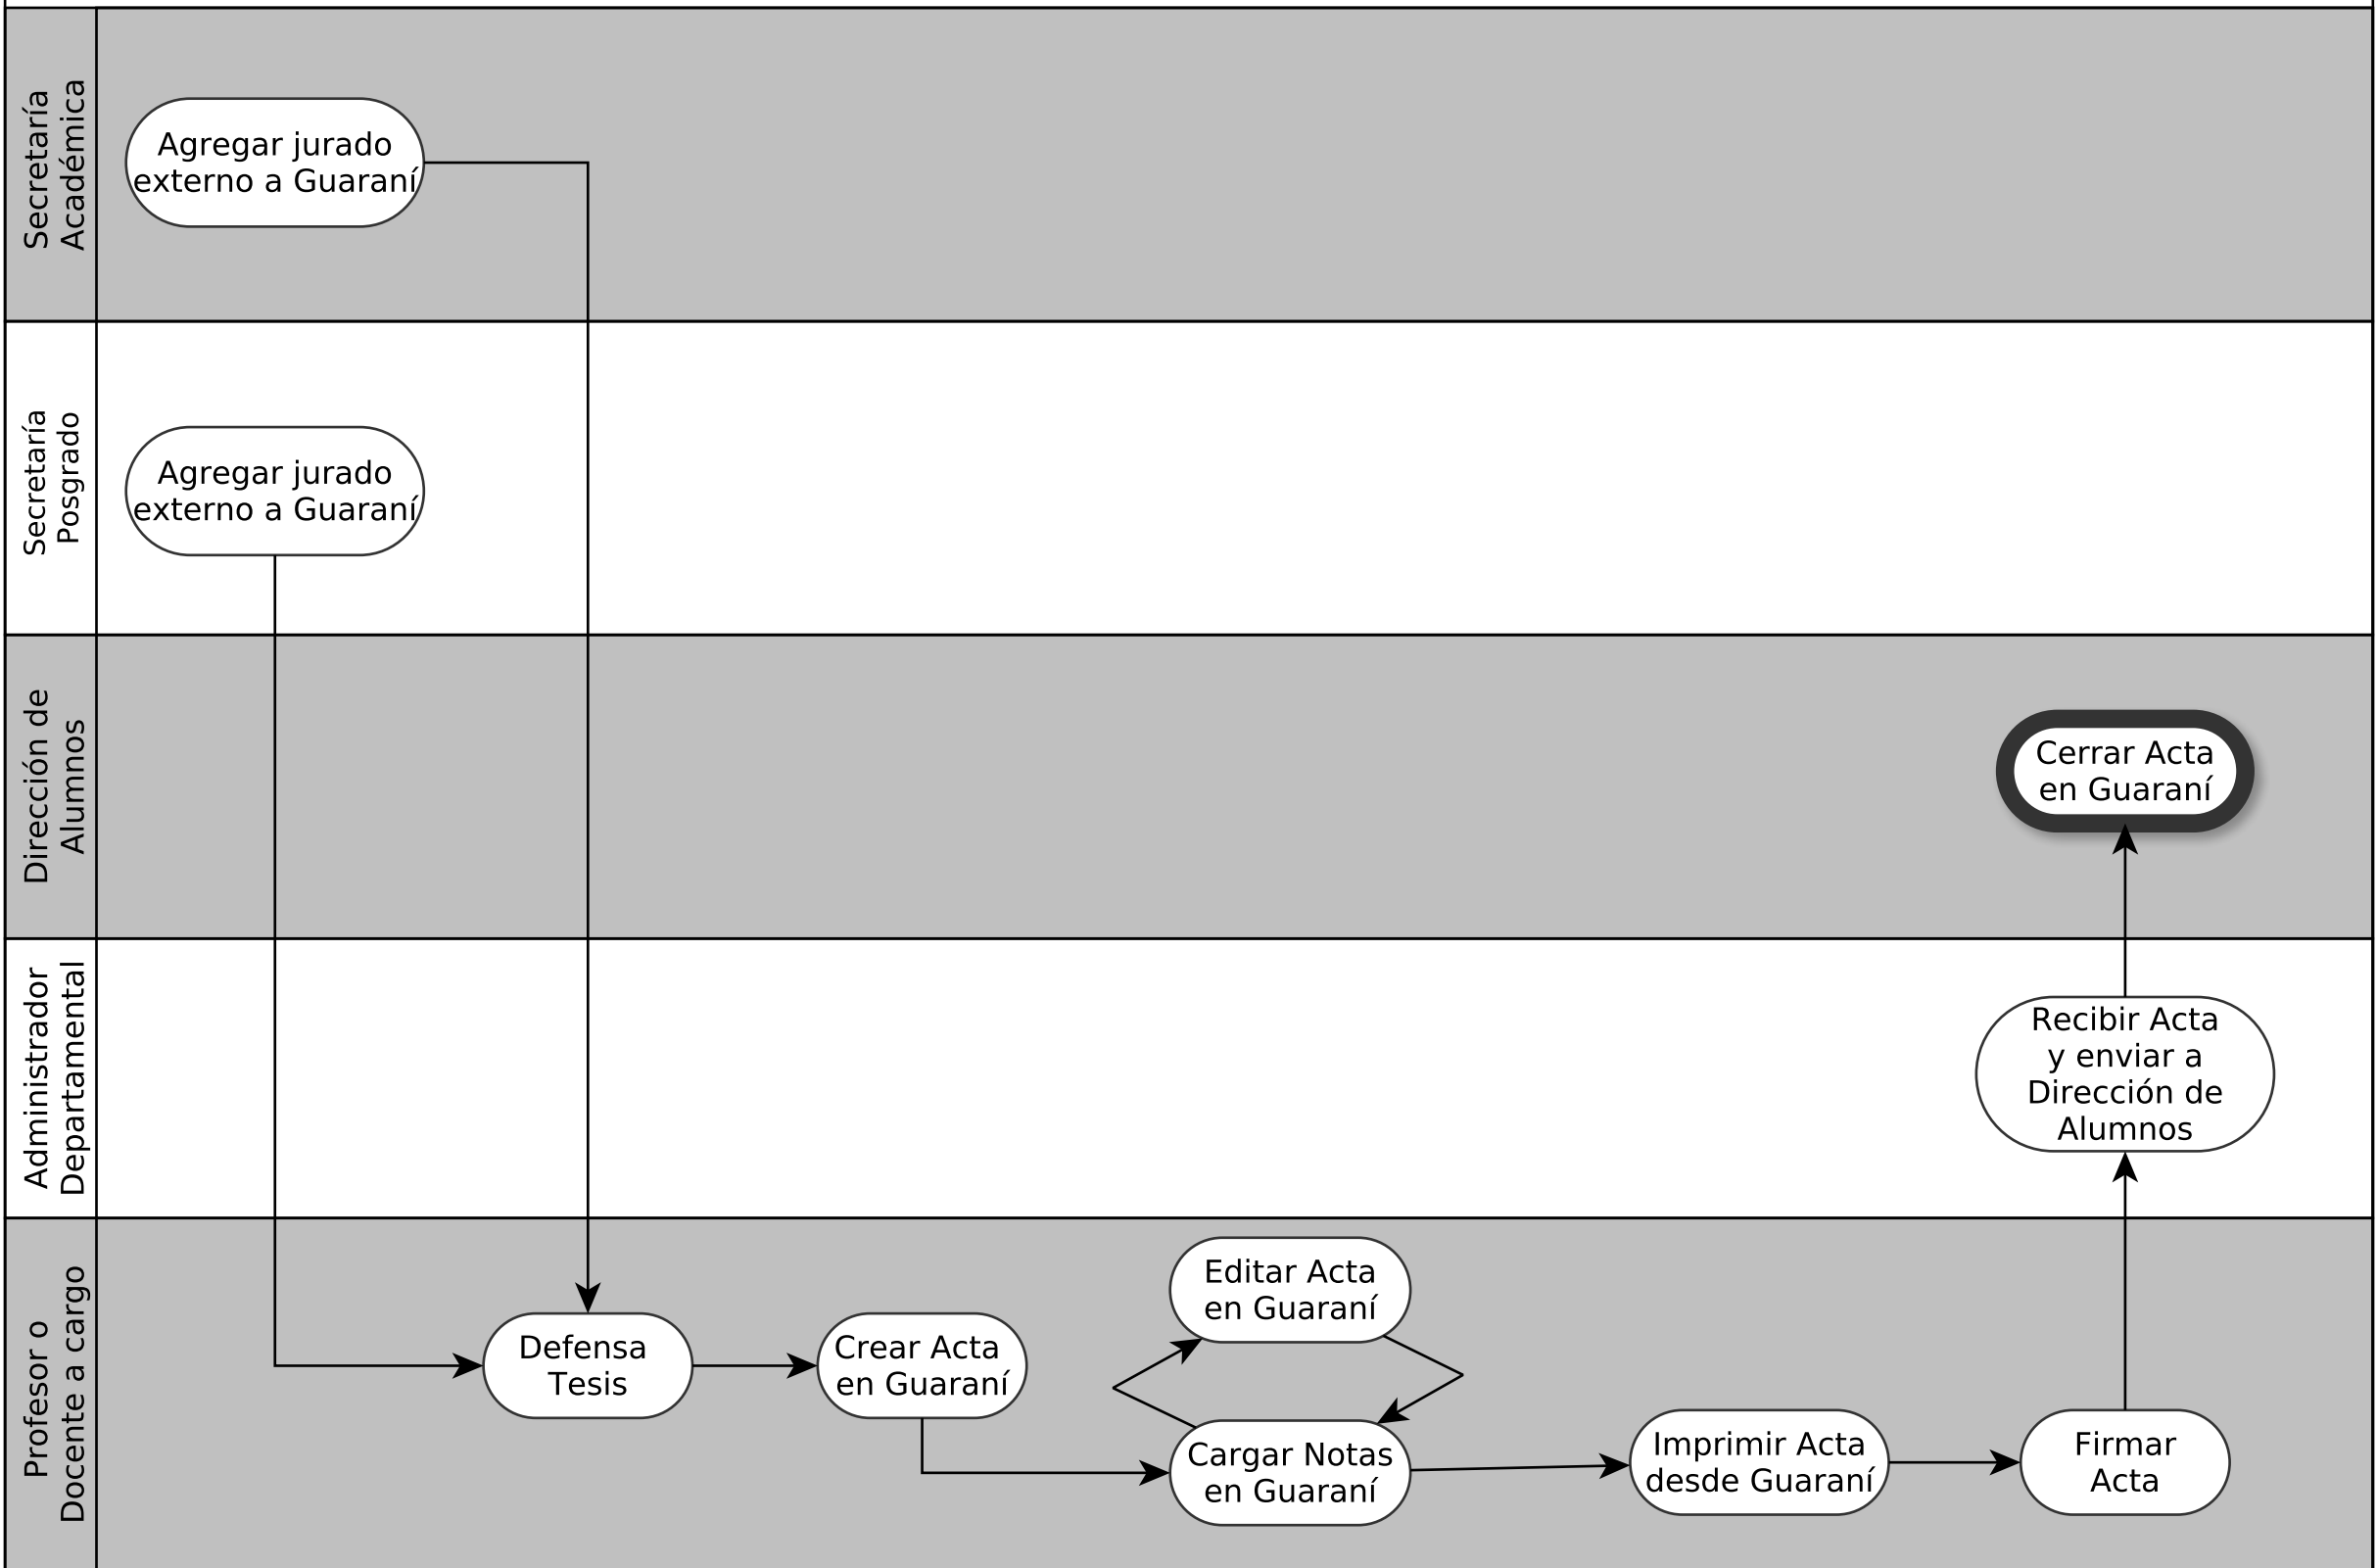 Secretaría
Académica
Agregar jurado
externo a Guaraní
Secretaría
Posgrado
Agregar jurado
externo a Guaraní
Dirección de
Alumnos
Cerrar Acta
en Guaraní
Administrador
Departamental
Recibir Acta
y enviar a
Dirección de
Alumnos
Profesor o
Docente a cargo
Defensa
Tesis
Crear Acta
en Guaraní
Editar Acta
en Guaraní
Cargar Notas
en Guaraní
Imprimir Acta
desde Guaraní
Firmar
Acta